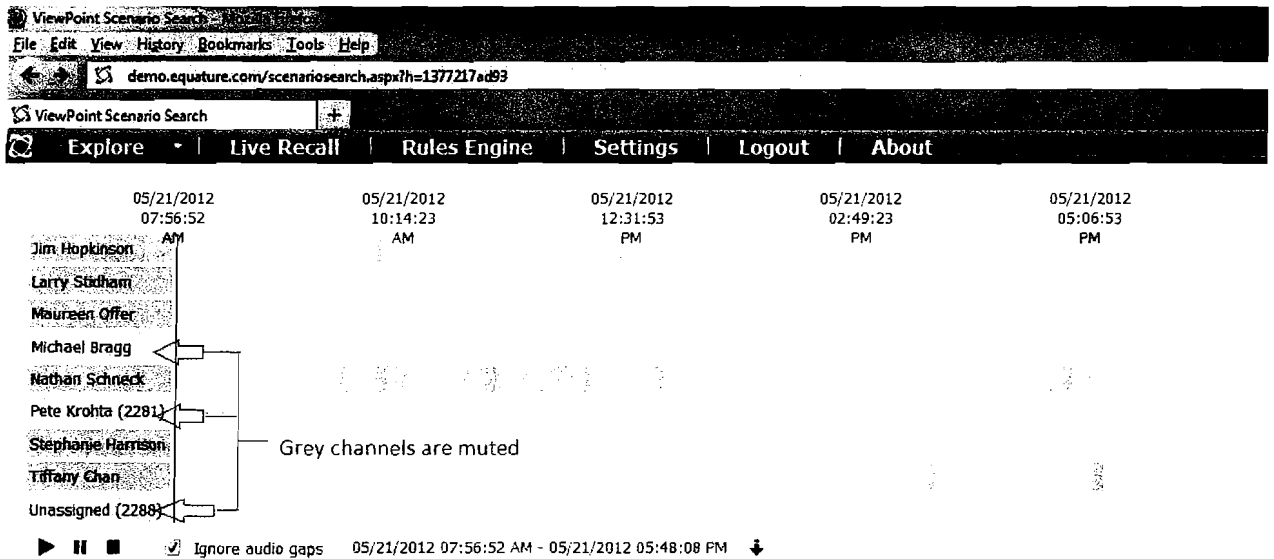 ViewPoint Scenario Search
File Edit View History Bookmarks Tools Help
demo.equature.com/scenariosearch.aspx?h=1377217ad93
ViewPoint Scenario Search +
Explore | Live Recall | Rules Engine | Settings | Logout | About
05/21/2012 05/21/2012 05/21/2012 05/21/2012 05/21/2012
07:56:52 10:14:23 12:31:53 02:49:23 05:06:53
AM AM PM PM PM
Jim Hopkinson
Larry Stidham
Maureen Offer
Michael Bragg
Nathan Schneck
Pete Krohta (2281)
Stephanie Harrison
Grey channels are muted
Tiffany Chan
Unassigned (2288)
Ignore audio gaps 05/21/2012 07:56:52 AM - 05/21/2012 05:48:08 PM